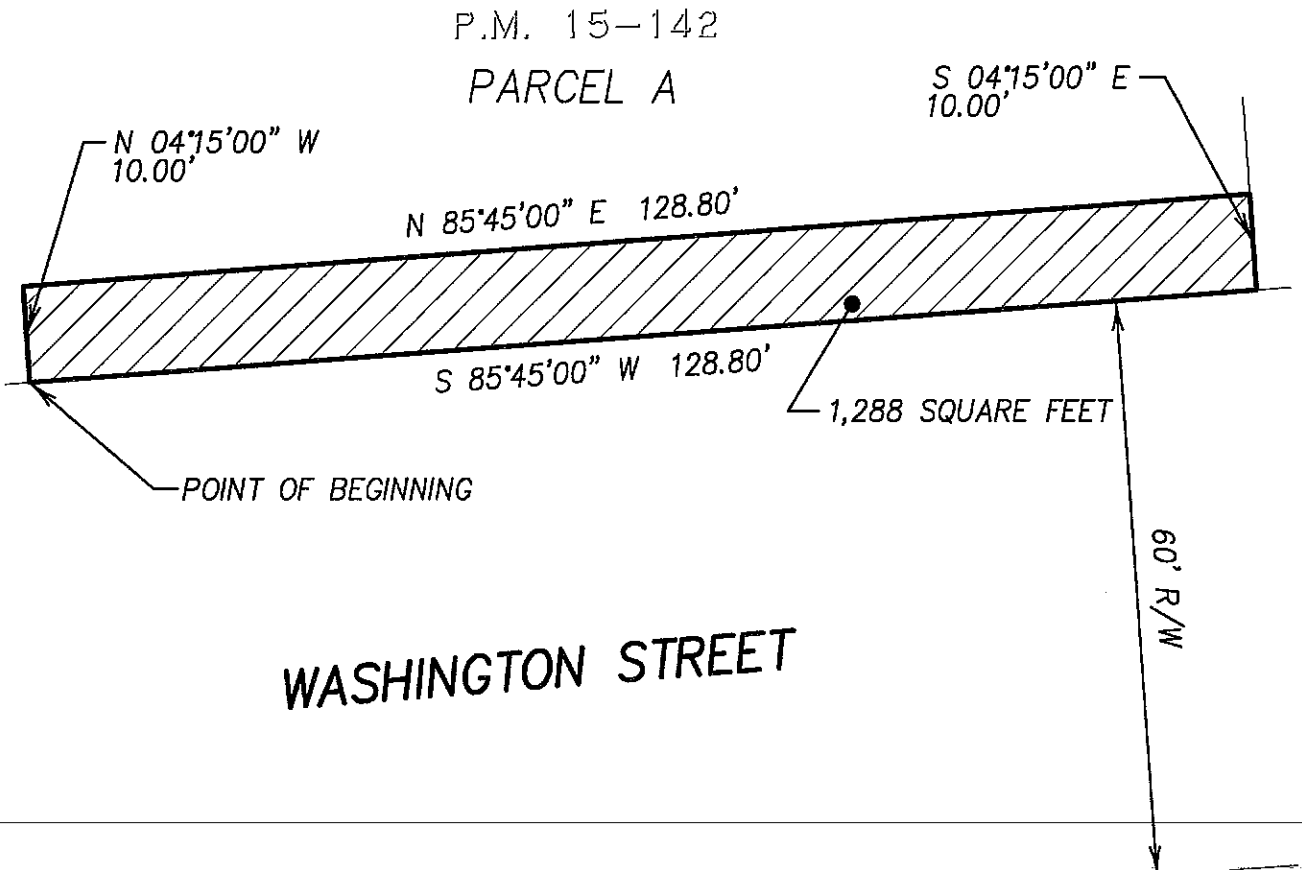 P.M. 15-142
PARCEL A
S 04°15'00" E
10.00'
N 04°15'00" W
10.00'
N 85°45'00" E 128.80'
S 85°45'00" W 128.80'
1,288 SQUARE FEET
POINT OF BEGINNING
60' R/W
WASHINGTON STREET